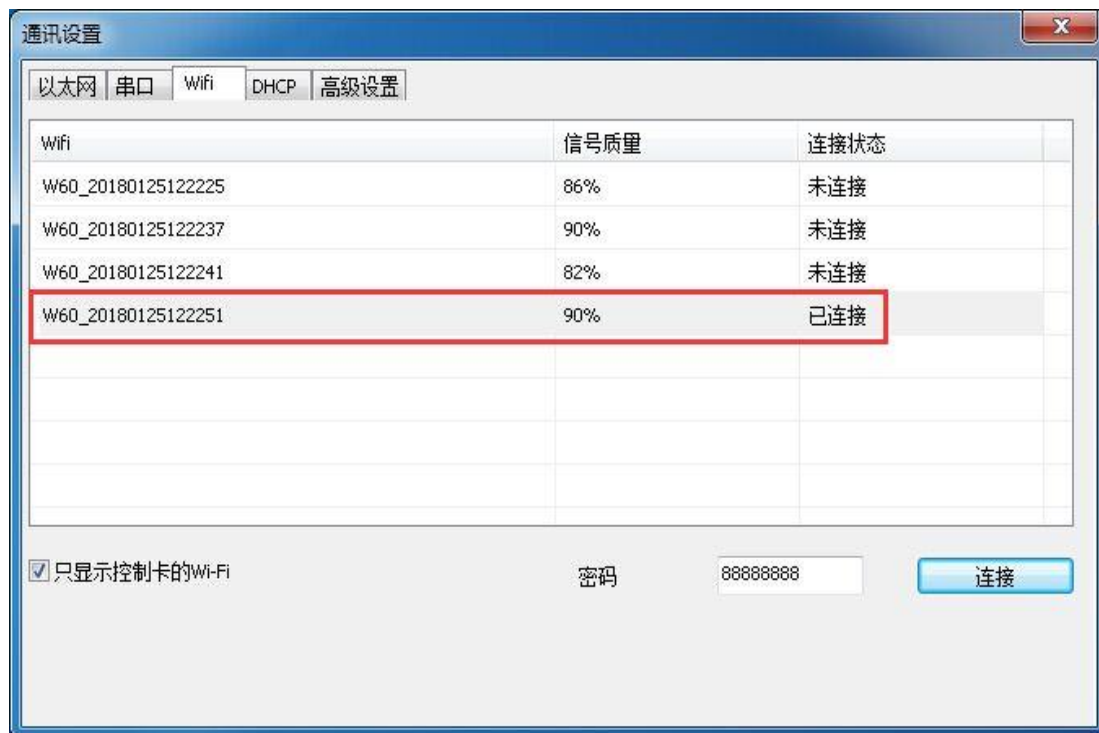 通讯设置
以太网 串口 Wifi DHCP 高级设置
Wifi 信号质量 连接状态
W60_20180125122225 86% 未连接
W60_20180125122237 90% 未连接
W60_20180125122241 82% 未连接
W60_20180125122251 90% 已连接
只显示控制卡的Wi-Fi 密码 88888888 连接